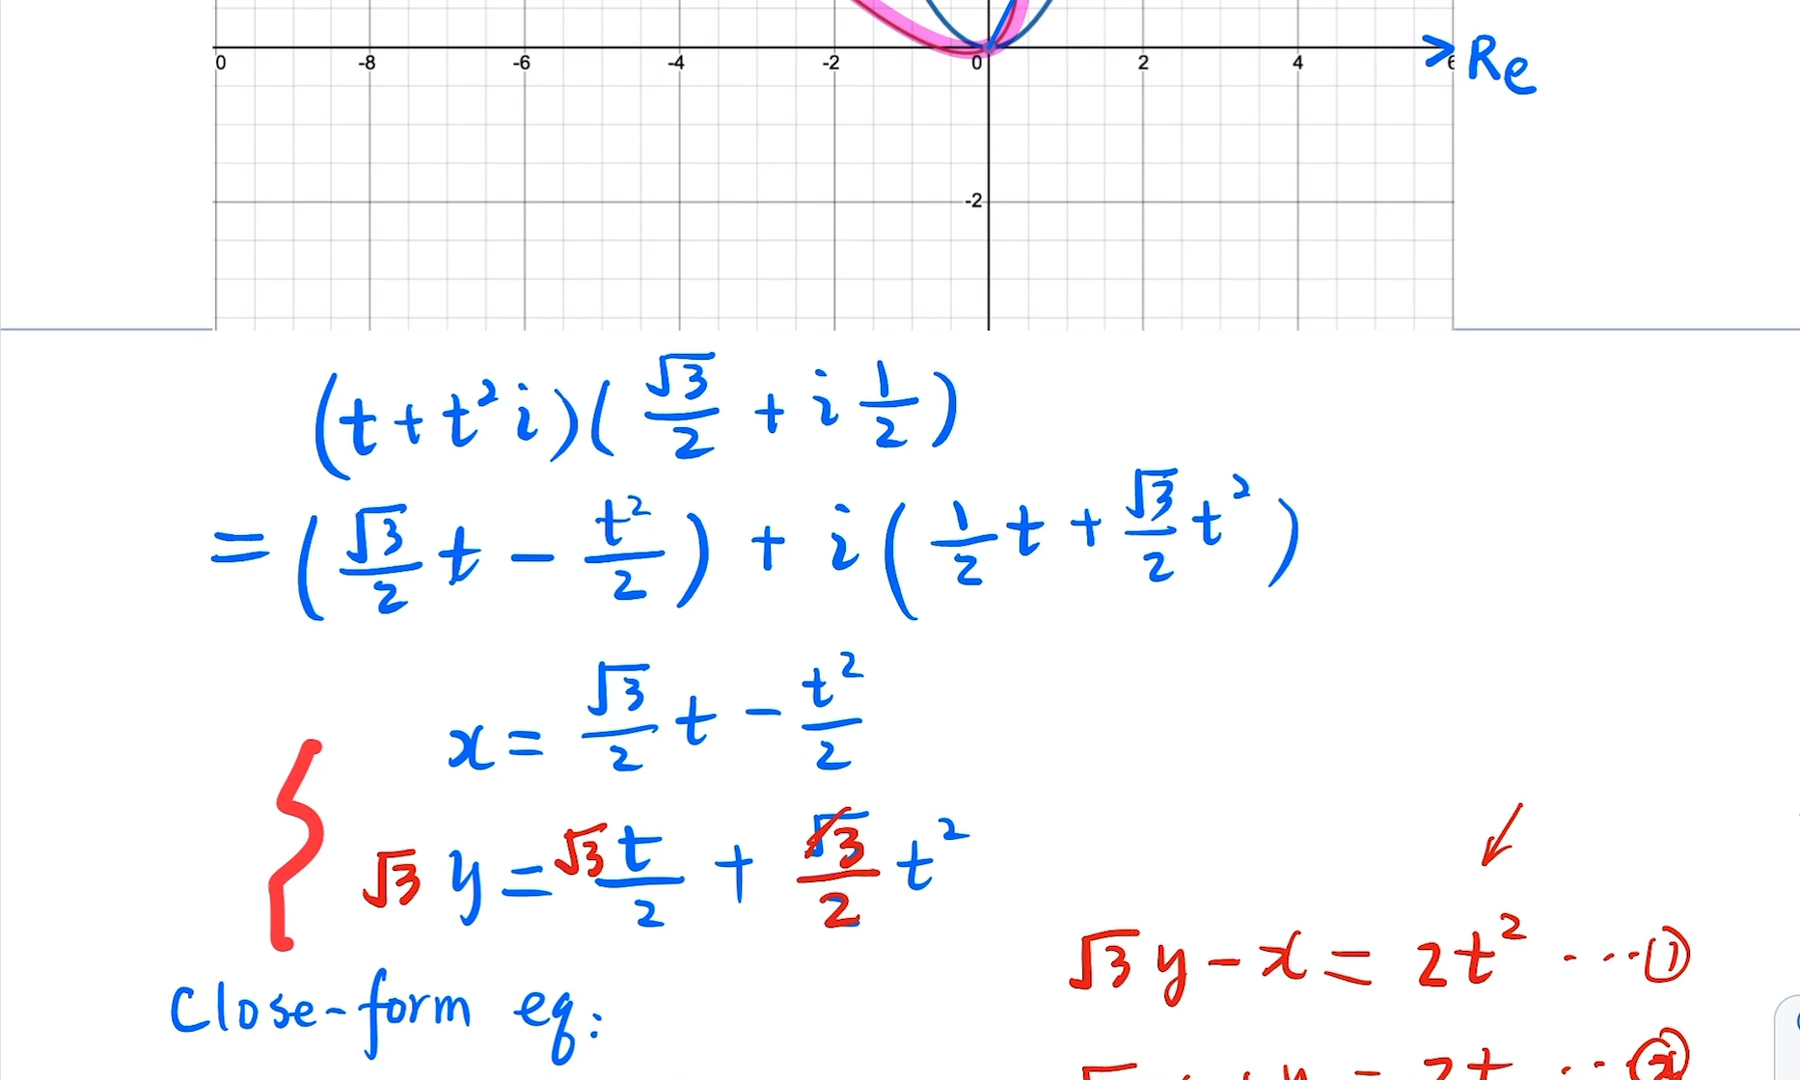 0 -8 -6 -4 -2 0 2 4 6 Re
-2
(t + t²i)(√3/2 + i 1/2)
= (√3/2 t - t²/2) + i(1/2 t + √3/2 t²)
x = √3/2 t - t²/2
√3 y = √3 t/2 + √3/2 t²
√3 y - x = 2t² ...①
Close-form eq:
y = 2t ...②